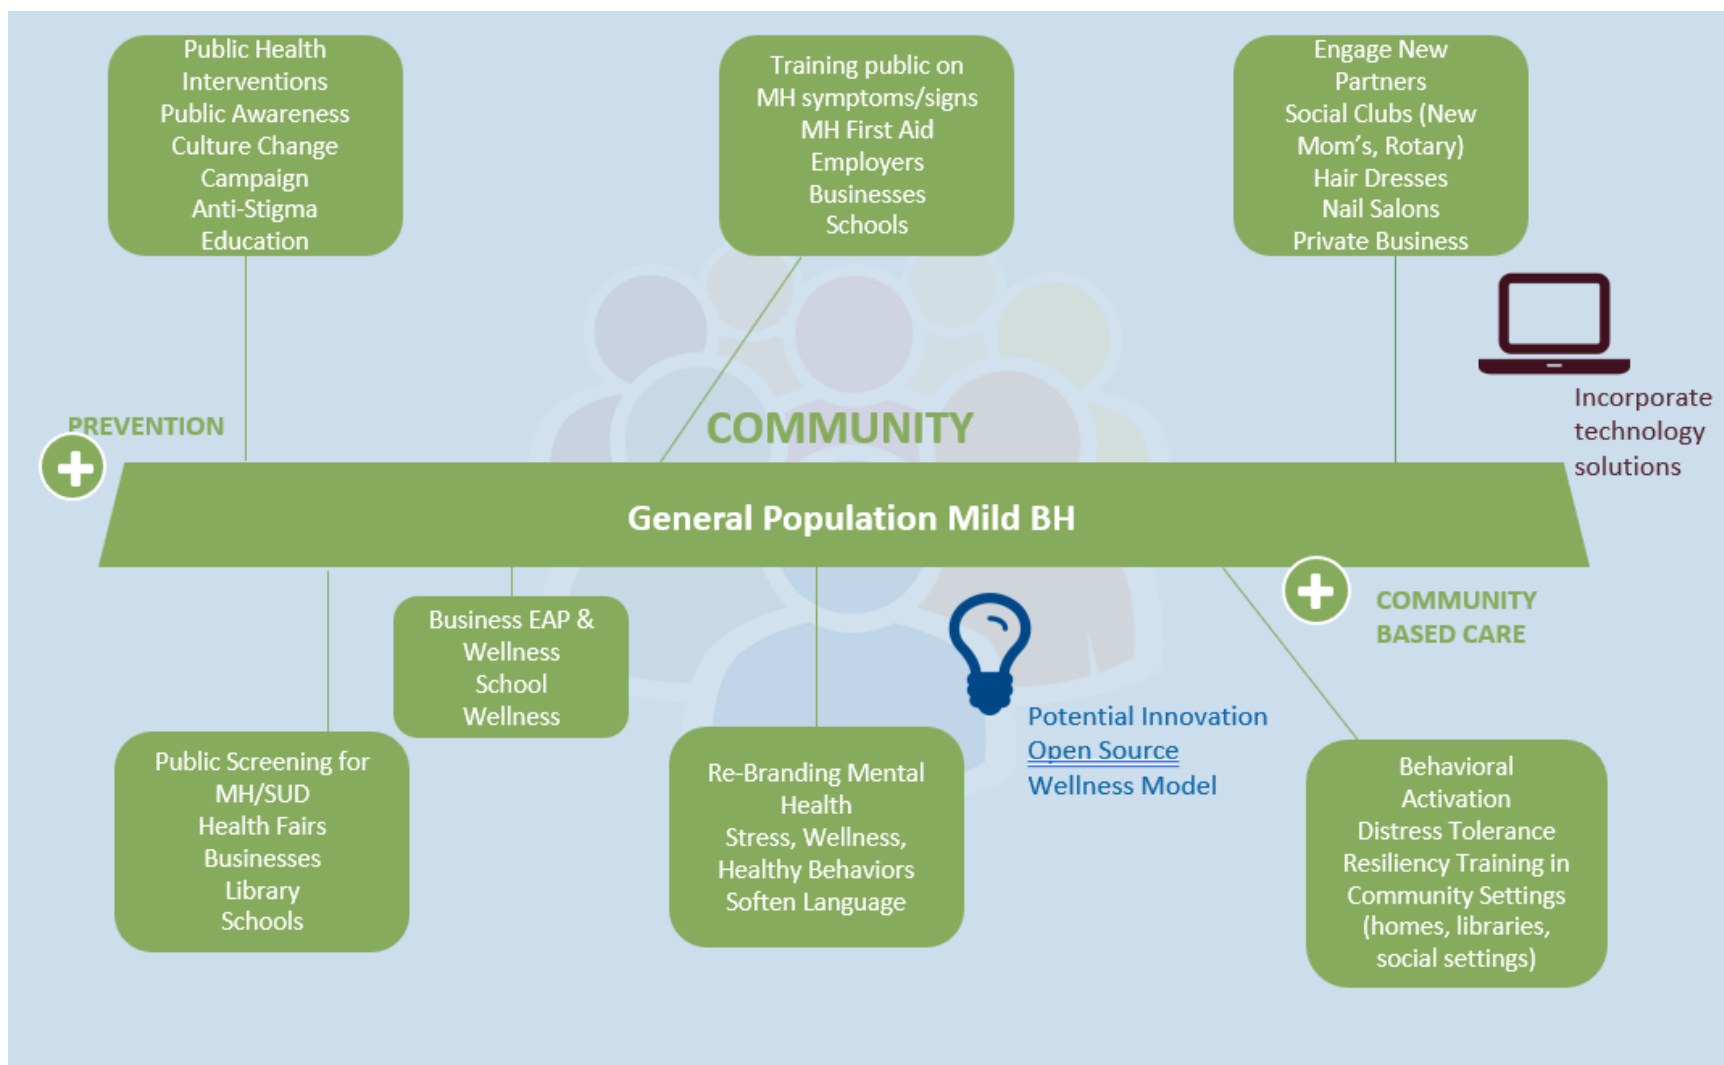 Public Health
Interventions
Public Awareness
Culture Change
Campaign
Anti-Stigma
Education
Training public on
MH symptoms/signs
MH First Aid
Employers
Businesses
Schools
Engage New
Partners
Social Clubs (New
Mom's, Rotary)
Hair Dresses
Nail Salons
Private Business
Incorporate
technology
solutions
PREVENTION
COMMUNITY
General Population Mild BH
COMMUNITY
BASED CARE
Business EAP &
Wellness
School
Wellness
Public Screening for
MH/SUD
Health Fairs
Businesses
Library
Schools
Re-Branding Mental
Health
Stress, Wellness,
Healthy Behaviors
Soften Language
Potential Innovation
Open Source
Wellness Model
Behavioral
Activation
Distress Tolerance
Resiliency Training in
Community Settings
(homes, libraries,
social settings)